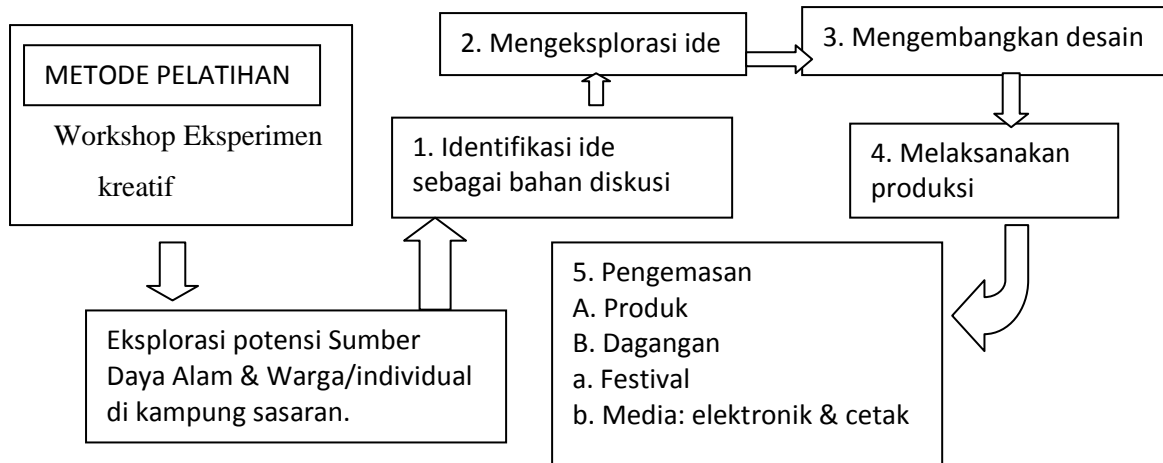 METODE PELATIHAN
Workshop Eksperimen
kreatif
Eksplorasi potensi Sumber
Daya Alam & Warga/individual
di kampung sasaran.
1. Identifikasi ide
sebagai bahan diskusi
2. Mengeksplorasi ide
3. Mengembangkan desain
4. Melaksanakan
produksi
5. Pengemasan
A. Produk
B. Dagangan
a. Festival
b. Media: elektronik & cetak